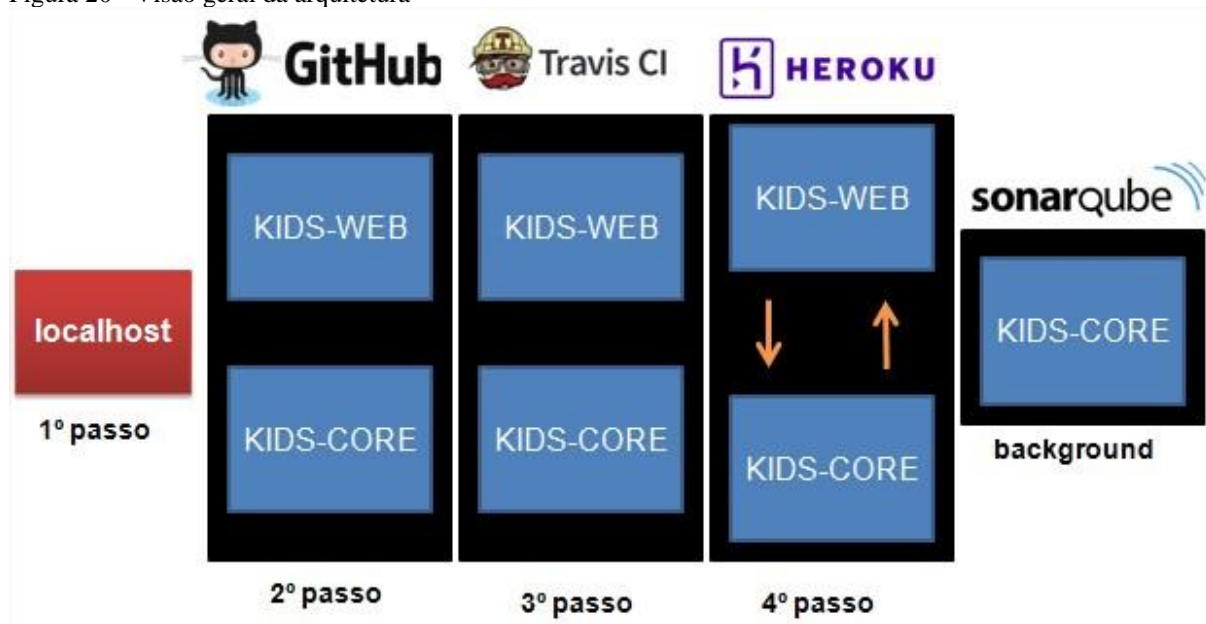 GitHub
Travis CI
HEROKU
sonarqube
KIDS-WEB
KIDS-WEB
KIDS-WEB
localhost
KIDS-CORE
KIDS-CORE
KIDS-CORE
KIDS-CORE
1º passo
background
2º passo
3º passo
4º passo